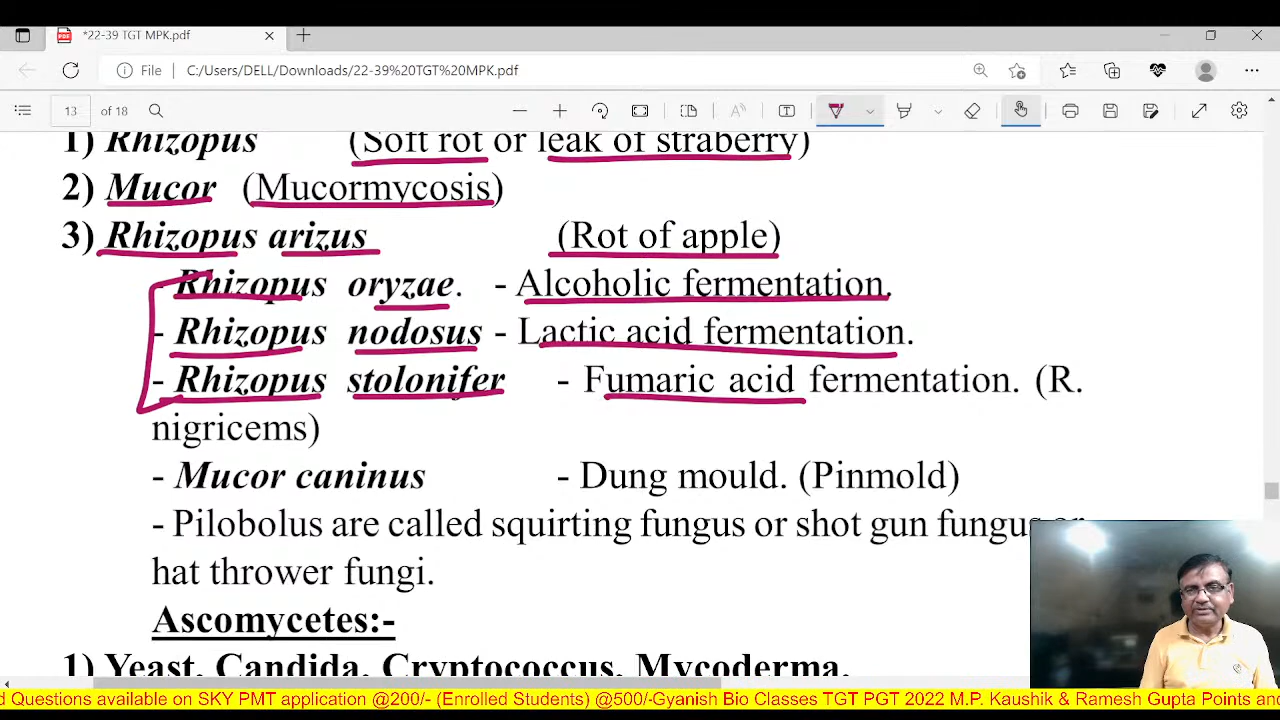 *22-39 TGT MPK.pdf
File C:/Users/DELL/Downloads/22-39%20TGT%20MPK.pdf
13 of 18
1) Rhizopus (Soft rot or leak of straberry)
2) Mucor (Mucormycosis)
3) Rhizopus arizus (Rot of apple)
Rhizopus oryzae. - Alcoholic fermentation.
- Rhizopus nodosus - Lactic acid fermentation.
- Rhizopus stolonifer - Fumaric acid fermentation. (R.
nigricems)
- Mucor caninus - Dung mould. (Pinmold)
- Pilobolus are called squirting fungus or shot gun fungus or
hat thrower fungi.
Ascomycetes:-
1) Yeast, Candida, Cryptococcus, Mycoderma.
d Questions available on SKY PMT application @200/- (Enrolled Students) @500/-Gyanish Bio Classes TGT PGT 2022 M.P. Kaushik & Ramesh Gupta Points and